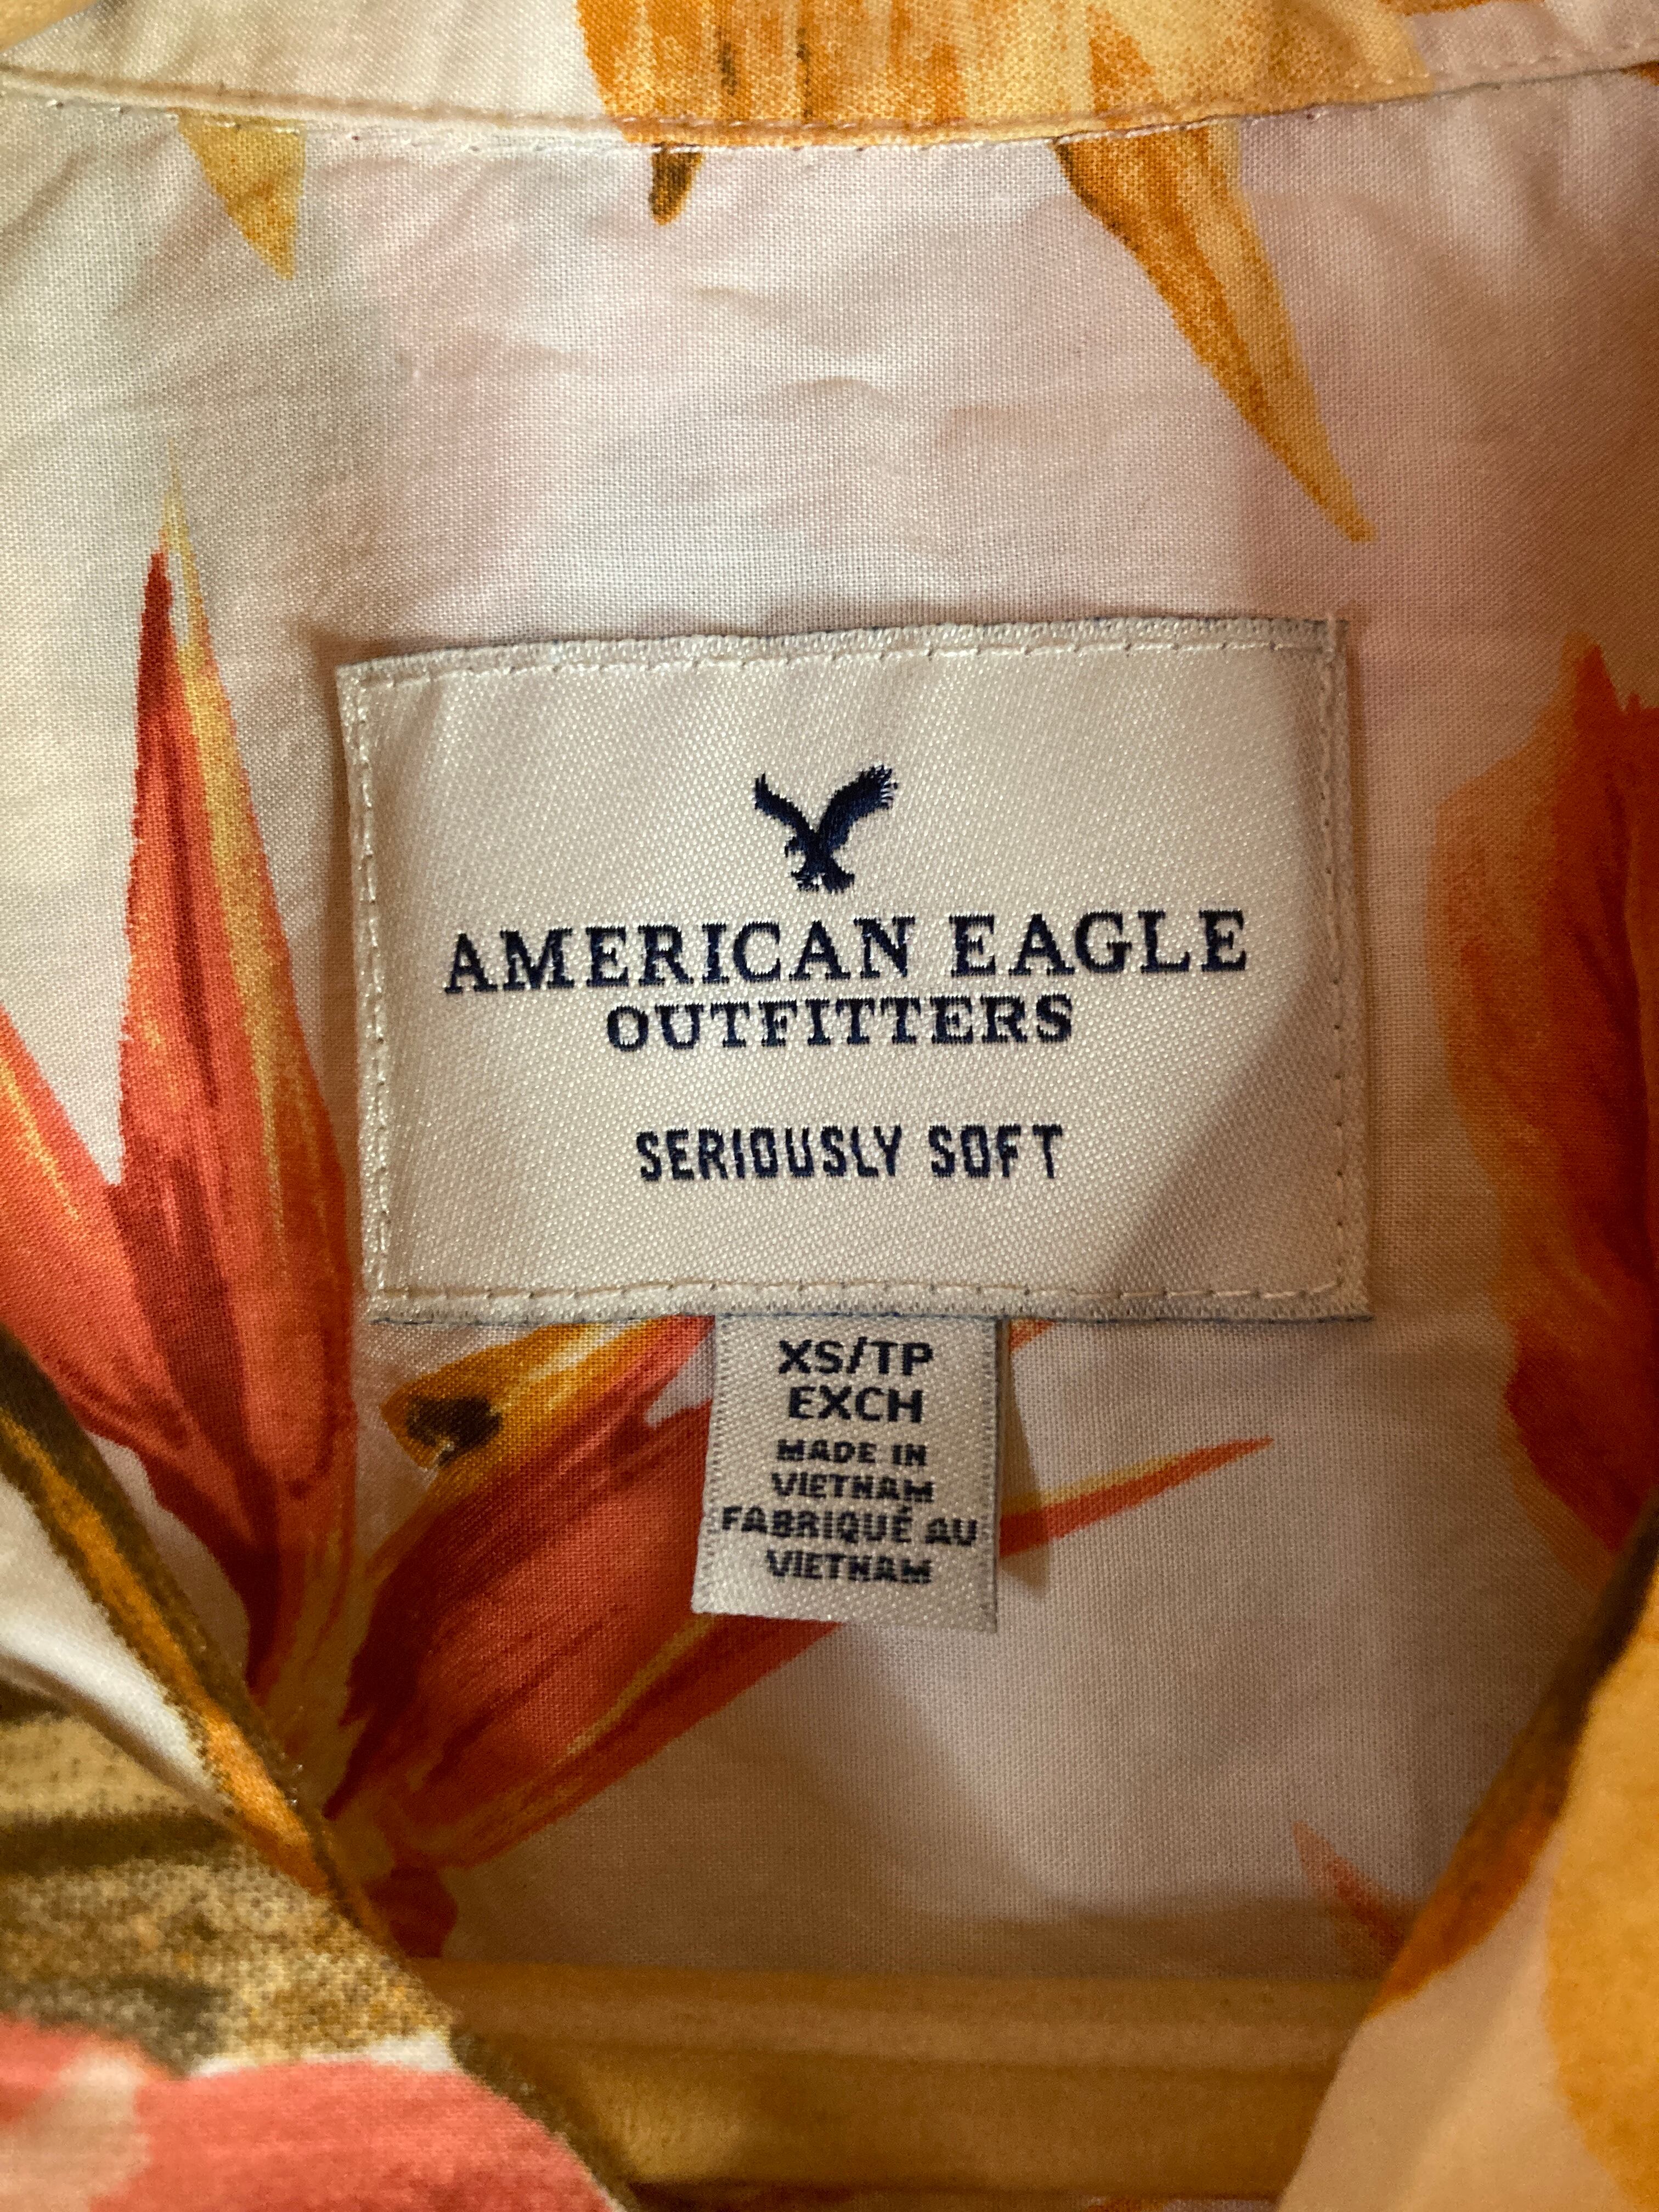 AMERICAN EAGLE
OUTFITTERS
SERIOUSLY SOFT
XS/TP
EXCH
MADE IN
VIETNAM
FABRIQUÉ AU
VIETNAM